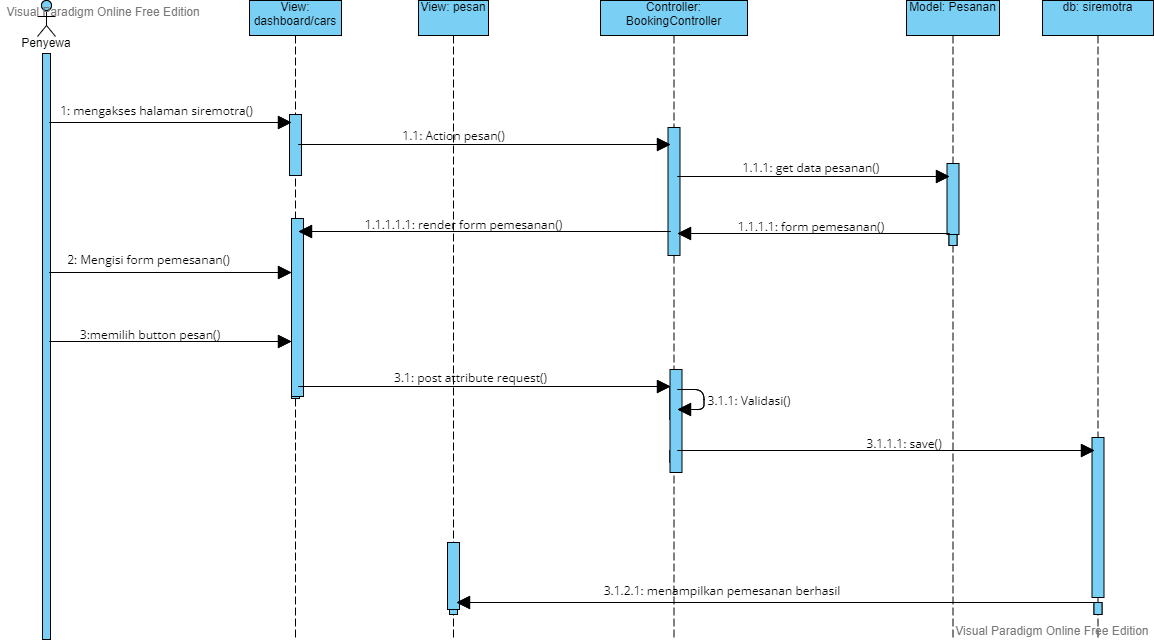 Visual Paradigm Online Free Edition
Penyewa
View:
dashboard/cars
View: pesan
Controller:
BookingController
Model: Pesanan
db: siremotra
1: mengakses halaman siremotra()
1.1: Action pesan()
1.1.1: get data pesanan()
1.1.1.1.1: render form pemesanan()
1.1.1.1: form pemesanan()
2: Mengisi form pemesanan()
3:memilih button pesan()
3.1: post attribute request()
3.1.1: Validasi()
3.1.1.1: save()
3.1.2.1: menampilkan pemesanan berhasil
Visual Paradigm Online Free Edition